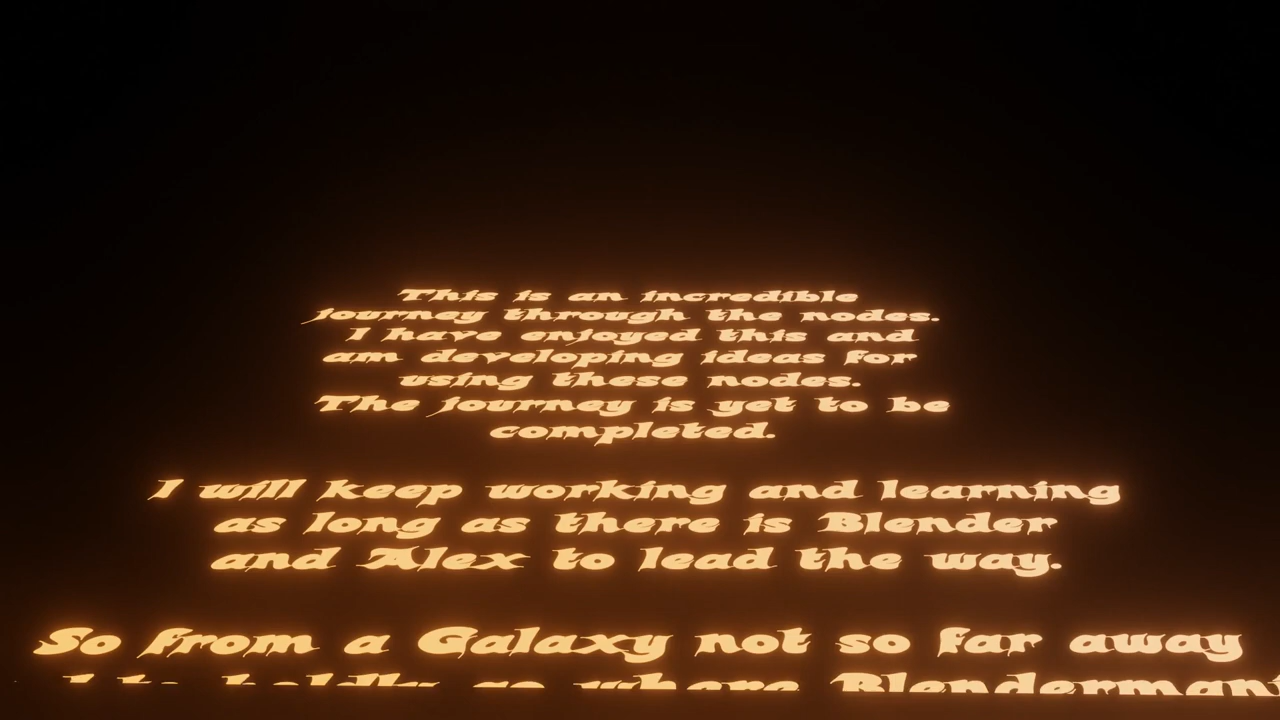 This is an incredible
journey through the nodes.
I have enjoyed this and
am developing ideas for
using these nodes.
The journey is yet to be
completed.
I will keep working and learning
as long as there is Blender
and Alex to lead the way.
So from a Galaxy not so far away
where Blenderman